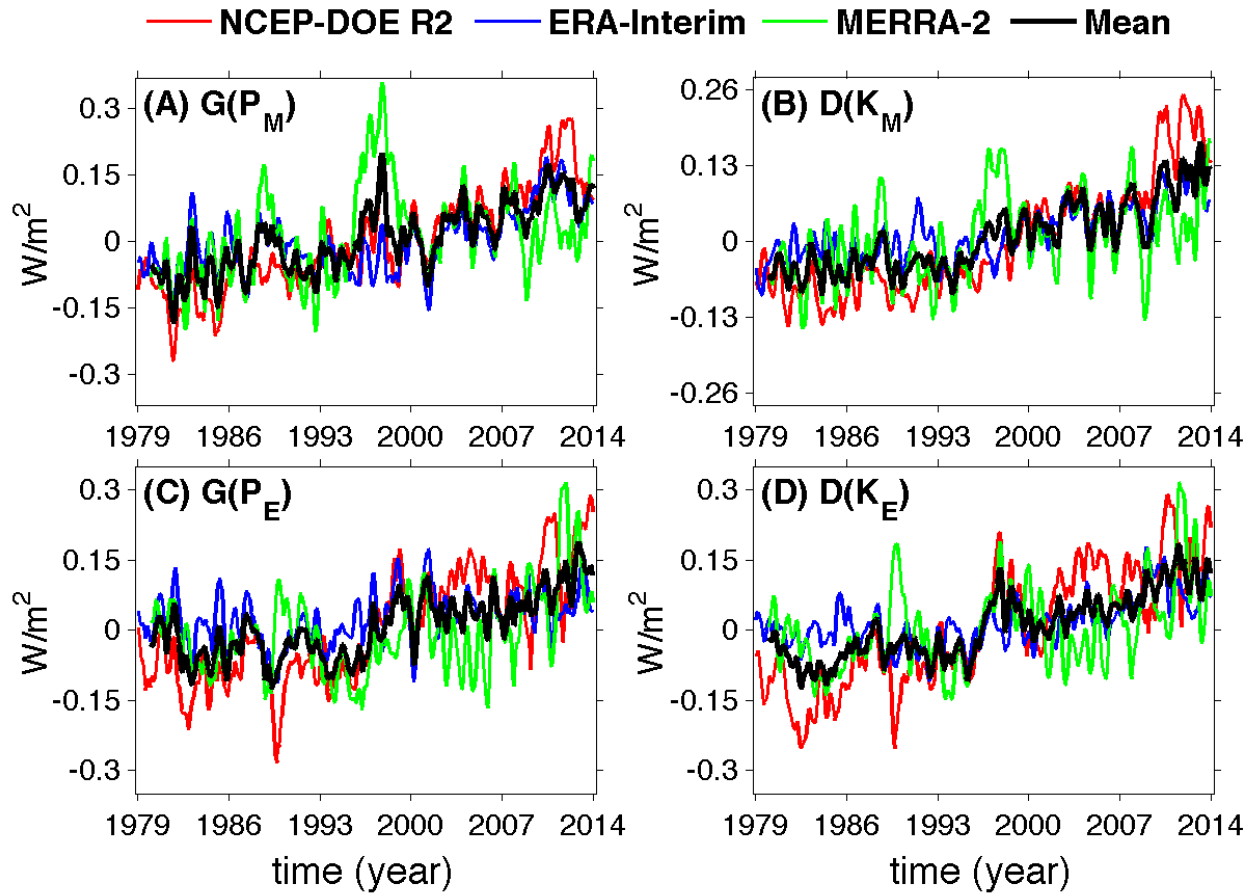 NCEP-DOE R2 ERA-Interim MERRA-2 Mean
(A) G(P_M) (B) D(K_M)
0.3 0.26
0.15 0.13
W/m² 0 W/m² 0
-0.15 -0.13
-0.3 -0.26
1979 1986 1993 2000 2007 2014 1979 1986 1993 2000 2007 2014
(C) G(P_E) (D) D(K_E)
0.3 0.3
0.15 0.15
W/m² 0 W/m² 0
-0.15 -0.15
-0.3 -0.3
1979 1986 1993 2000 2007 2014 1979 1986 1993 2000 2007 2014
time (year) time (year)